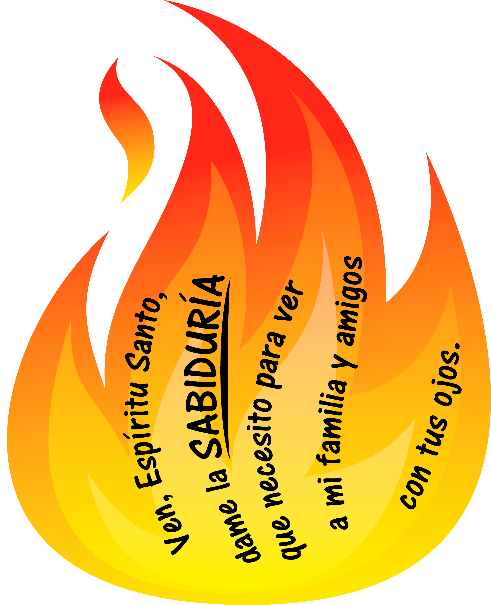 Ven, Espíritu Santo,
dame la SABIDURÍA
que necesito para ver
a mi familia y amigos
con tus ojos.